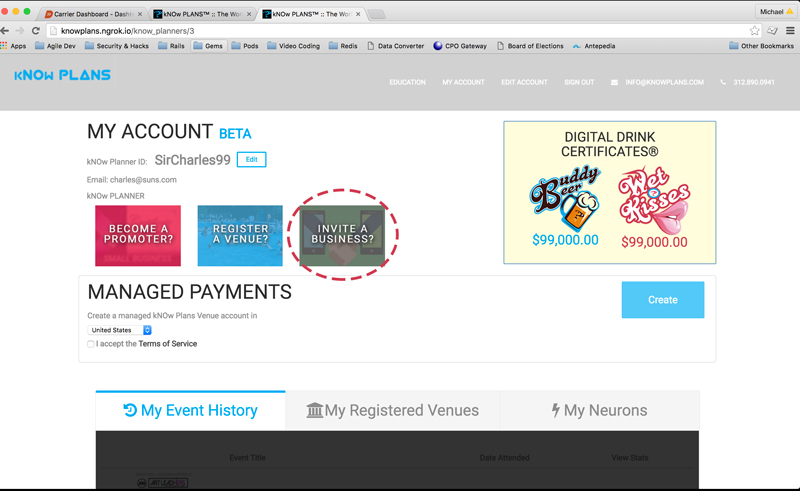 Carrier Dashboard - Dash
kNOw PLANS™ :: The Wor
kNOw PLANS™ :: The Worl
Michael
knowplans.ngrok.io/know_planners/3
Apps
Agile Dev
Security & Hacks
Rails
Gems
Pods
Video Coding
Redis
Data Converter
CPO Gateway
Board of Elections
Antepedia
Other Bookmarks
kNOw PLANS
EDUCATION
MY ACCOUNT
EDIT ACCOUNT
SIGN OUT
INFO@KNOWPLANS.COM
312.890.0941
MY ACCOUNT BETA
kNOw Planner ID: SirCharles99 Edit
Email: charles@suns.com
kNOw PLANNER
BECOME A
PROMOTER?
REGISTER
A VENUE?
INVITE A
BUSINESS?
DIGITAL DRINK
CERTIFICATES®
Buddy
Beer
$99,000.00
Wet
Kisses
$99,000.00
MANAGED PAYMENTS
Create a managed kNOw Plans Venue account in
United States
I accept the Terms of Service
Create
My Event History
My Registered Venues
My Neurons
Event Title
Date Attended
View Stats